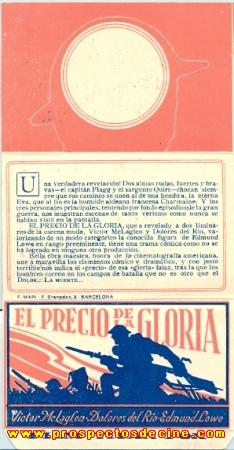 Una verdadera revelación! Dos almas rudas, fuertes y bra-
vas—el capitán Flagg y el sargento Quirt—chocan siem-
pre que sus caminos se unen al de una hembra, la eterna
Eva, que al fin es la humilde aldeana francesa Charmaine. Y los
tres personajes principales, teniendo por fondo episodios de la gran
guerra, nos muestran escenas de tanto verismo como nunca se
habían visto en la pantalla.
EL PRECIO DE LA GLORIA, que a revelado a dos lumina-
res de la escena muda, Víctor McLaglen y Dolores del Río, va-
lorizando de un modo categórico la conocida figura de Edmund
Lowe en rango preeminente, tiene una trama cómica como no se
ha logrado en ninguna otra producción.
Bella obra maestra, honra de la cinematografía americana,
une a maravilla los elementos cómico y dramático, y con gesto
terrible nos indica el «precio» de esa «gloria» falaz, tras la que los
hombres corren en los campos de batalla que no es otro que el
DOLOR... LA MUERTE...
F. MARI - F. Granados, 3 - BARCELONA
EL PRECIO DE GLORIA
Victor McLaglen-Dolores del Rio-Edmund Lowe
www.prospectosdecine.com